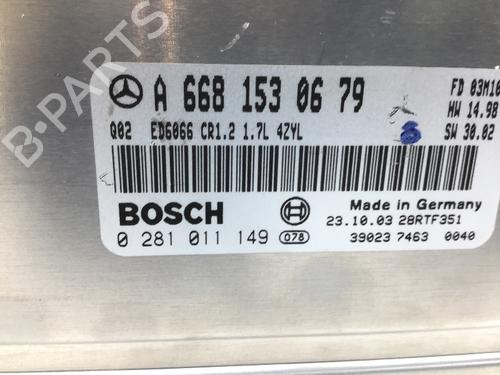 A 668 153 06 79
FD 03M10
HW 14.98
Q02 ED6066 CR1.2 1.7L 4ZYL
SW 30.02
BOSCH
Made in Germany
23.10.03 28RTF351
0 281 011 149 078
39023 7463 0040
B-PARTS